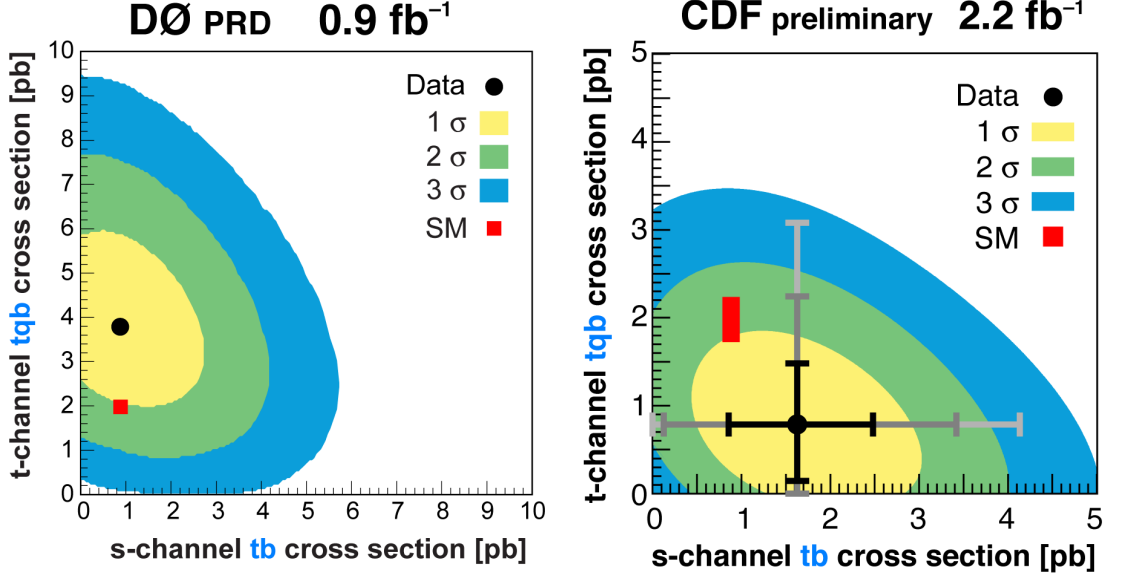 DØ PRD 0.9 fb⁻¹
t-channel tqb cross section [pb]
10
9
8
7
6
5
4
3
2
1
0
Data
1 σ
2 σ
3 σ
SM
0 1 2 3 4 5 6 7 8 9 10
s-channel tb cross section [pb]
CDF preliminary 2.2 fb⁻¹
t-channel tqb cross section [pb]
5
4
3
2
1
0
Data
1 σ
2 σ
3 σ
SM
0 1 2 3 4 5
s-channel tb cross section [pb]